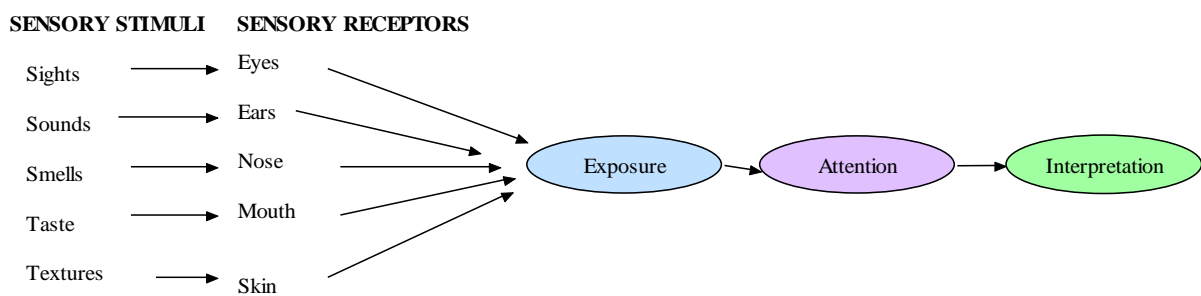 SENSORY STIMULI SENSORY RECEPTORS
Sights Eyes
Sounds Ears
Smells Nose
Taste Mouth
Textures Skin
Exposure Attention Interpretation